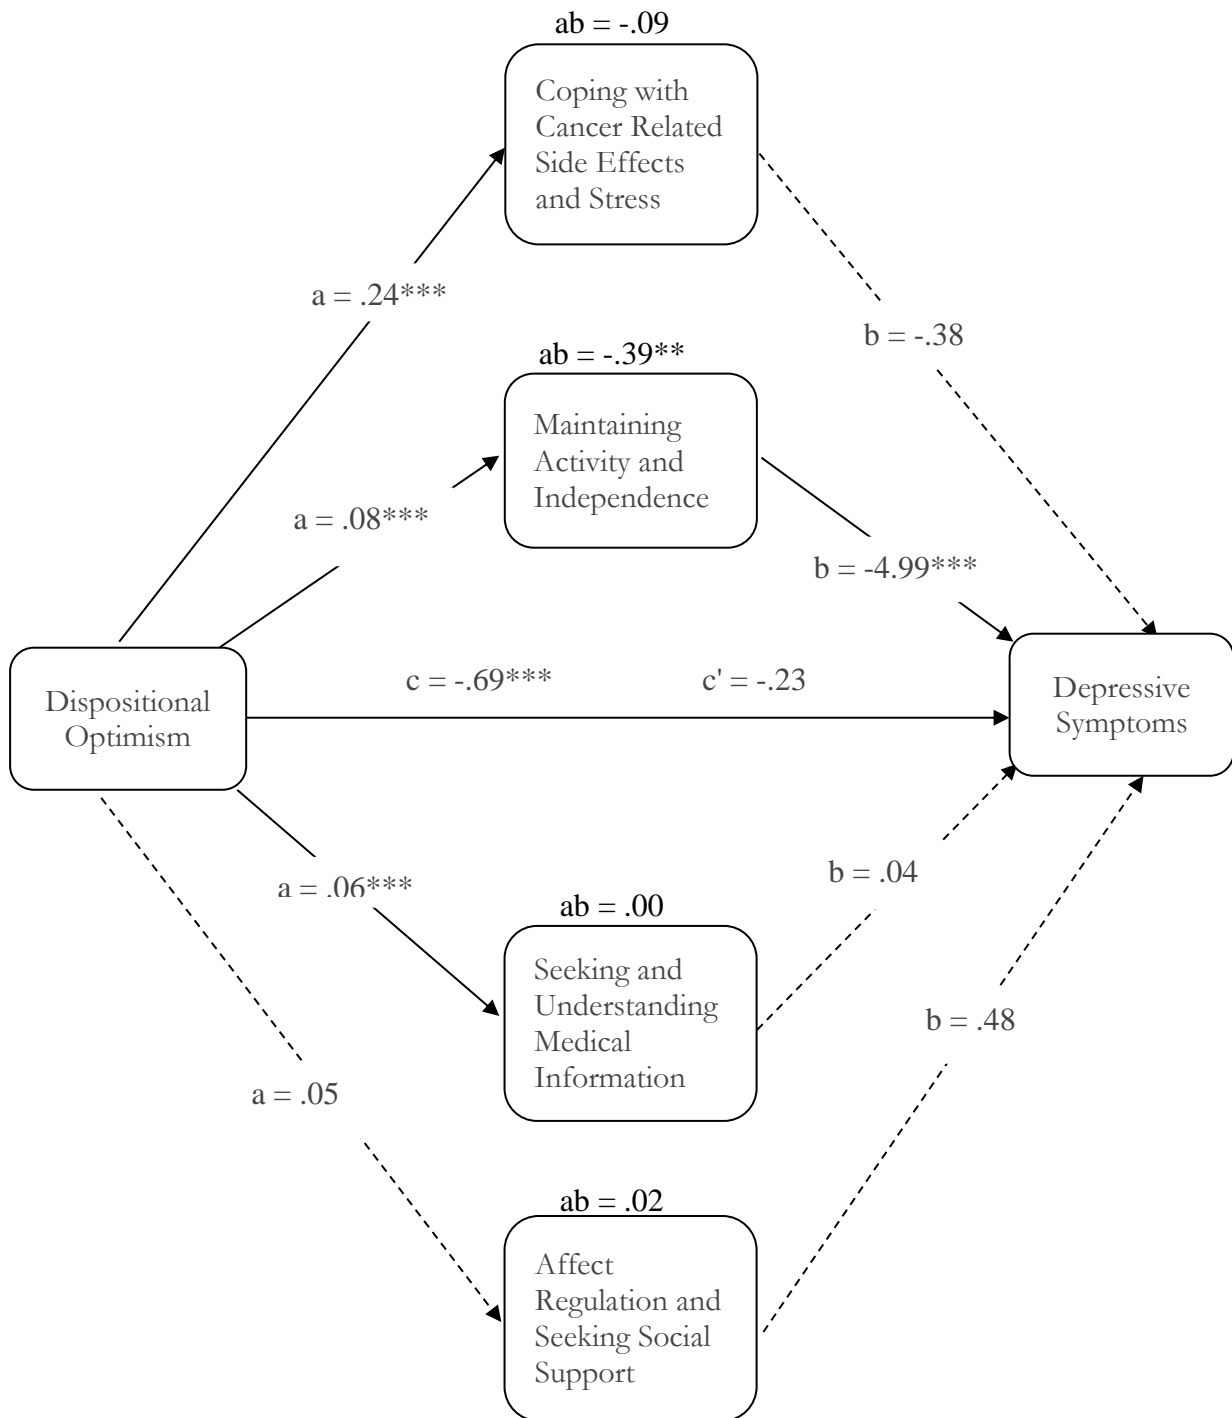 ab = -.09
Coping with
Cancer Related
Side Effects
and Stress
a = .24***
b = -.38
ab = -.39**
Maintaining
Activity and
Independence
a = .08***
b = -4.99***
Dispositional
Optimism
c = -.69***
c' = -.23
Depressive
Symptoms
a = .06***
b = .04
ab = .00
Seeking and
Understanding
Medical
Information
b = .48
a = .05
ab = .02
Affect
Regulation and
Seeking Social
Support